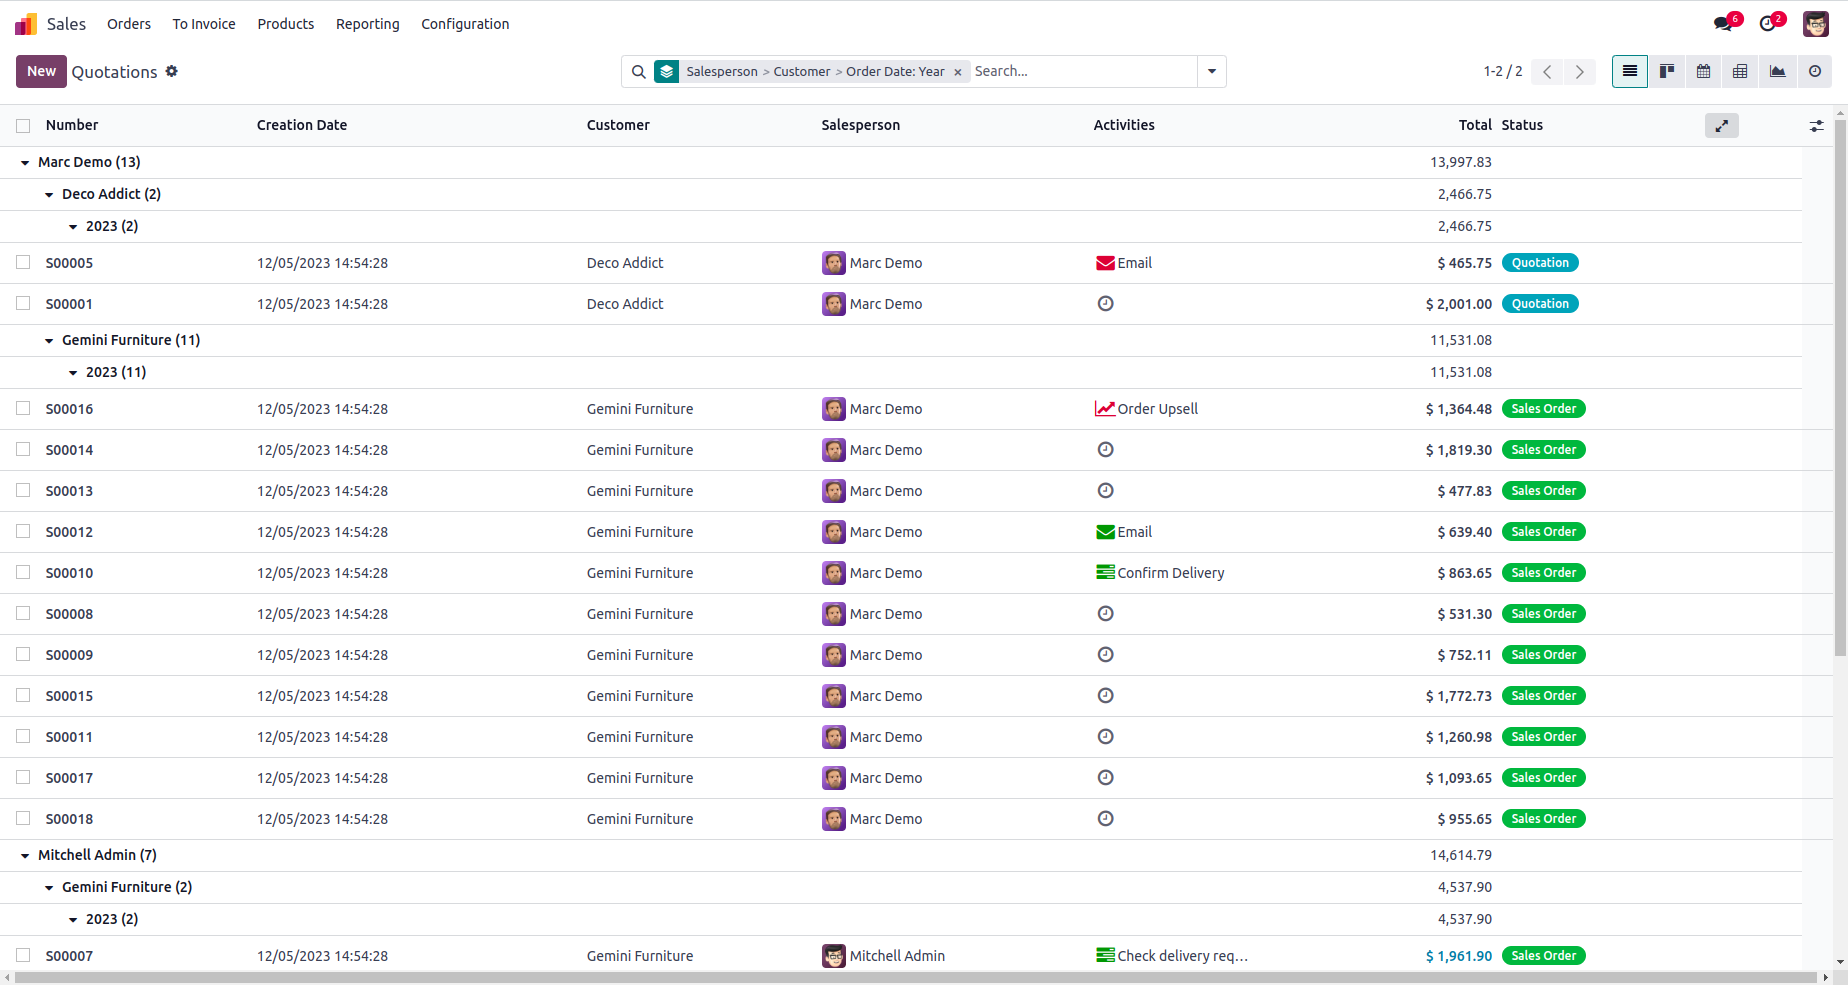 Sales Orders To Invoice Products Reporting Configuration 6 2
New Quotations Salesperson > Customer > Order Date: Year × Search... 1-2 / 2
Number Creation Date Customer Salesperson Activities Total Status
Marc Demo (13) 13,997.83
Deco Addict (2) 2,466.75
2023 (2) 2,466.75
S00005 12/05/2023 14:54:28 Deco Addict Marc Demo Email $ 465.75 Quotation
S00001 12/05/2023 14:54:28 Deco Addict Marc Demo $ 2,001.00 Quotation
Gemini Furniture (11) 11,531.08
2023 (11) 11,531.08
S00016 12/05/2023 14:54:28 Gemini Furniture Marc Demo Order Upsell $ 1,364.48 Sales Order
S00014 12/05/2023 14:54:28 Gemini Furniture Marc Demo $ 1,819.30 Sales Order
S00013 12/05/2023 14:54:28 Gemini Furniture Marc Demo $ 477.83 Sales Order
S00012 12/05/2023 14:54:28 Gemini Furniture Marc Demo Email $ 639.40 Sales Order
S00010 12/05/2023 14:54:28 Gemini Furniture Marc Demo Confirm Delivery $ 863.65 Sales Order
S00008 12/05/2023 14:54:28 Gemini Furniture Marc Demo $ 531.30 Sales Order
S00009 12/05/2023 14:54:28 Gemini Furniture Marc Demo $ 752.11 Sales Order
S00015 12/05/2023 14:54:28 Gemini Furniture Marc Demo $ 1,772.73 Sales Order
S00011 12/05/2023 14:54:28 Gemini Furniture Marc Demo $ 1,260.98 Sales Order
S00017 12/05/2023 14:54:28 Gemini Furniture Marc Demo $ 1,093.65 Sales Order
S00018 12/05/2023 14:54:28 Gemini Furniture Marc Demo $ 955.65 Sales Order
Mitchell Admin (7) 14,614.79
Gemini Furniture (2) 4,537.90
2023 (2) 4,537.90
S00007 12/05/2023 14:54:28 Gemini Furniture Mitchell Admin Check delivery req... $ 1,961.90 Sales Order